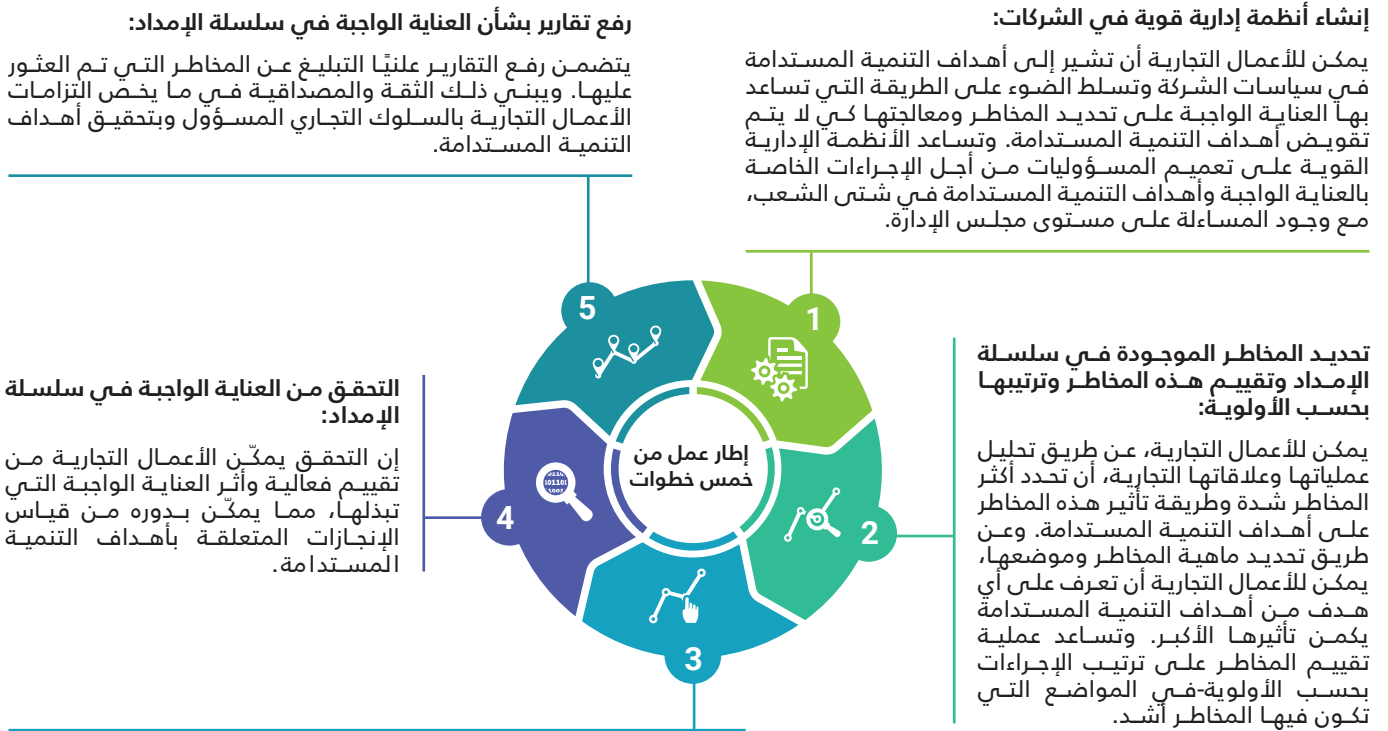 إنشاء أنظمة إدارية قوية في الشركات:
يمكن للأعمال التجارية أن تشير إلى أهداف التنمية المستدامة
في سياسات الشركة وتسلط الضوء على الطريقة التي تساعد
بها العناية الواجبة على تحديد المخاطر ومعالجتها كي لا يتم
تقويض أهداف التنمية المستدامة. وتساعد الأنظمة الإدارية
القوية على تعميم المسؤوليات من أجل الإجراءات الخاصة
بالعناية الواجبة وأهداف التنمية المستدامة في شتى الشعب،
مع وجود المساءلة على مستوى مجلس الإدارة.
1
تحديد المخاطر الموجودة في سلسلة
الإمداد وتقييم هذه المخاطر وترتيبها
بحسب الأولوية:
يمكن للأعمال التجارية، عن طريق تحليل
عملياتها وعلاقاتها التجارية، أن تحدد أكثر
المخاطر شدة وطريقة تأثير هذه المخاطر
على أهداف التنمية المستدامة. وعن
طريق تحديد ماهية المخاطر وموضعها،
يمكن للأعمال التجارية أن تعرف على أي
هدف من أهداف التنمية المستدامة
يكمن تأثيرها الأكبر. وتساعد عملية
تقييم المخاطر على ترتيب الإجراءات
بحسب الأولوية-في المواضع التي
تكون فيها المخاطر أشد.
2
إطار عمل من
خمس خطوات
3
التحقق من العناية الواجبة في سلسلة
الإمداد:
إن التحقق يمكّن الأعمال التجارية من
تقييم فعالية وأثر العناية الواجبة التي
تبذلها، مما يمكّن بدوره من قياس
الإنجازات المتعلقة بأهداف التنمية
المستدامة.
4
رفع تقارير بشأن العناية الواجبة في سلسلة الإمداد:
يتضمن رفع التقارير علنيًا التبليغ عن المخاطر التي تم العثور
عليها. ويبني ذلك الثقة والمصداقية في ما يخص التزامات
الأعمال التجارية بالسلوك التجاري المسؤول وبتحقيق أهداف
التنمية المستدامة.
5